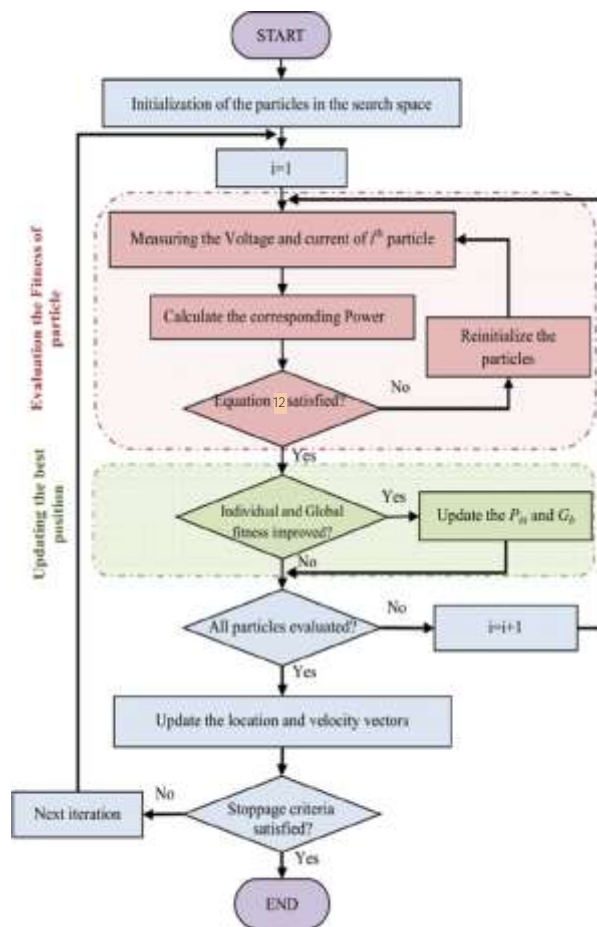 START
Initialization of the particles in the search space
i=1
Evaluation the Fitness of
particle
Measuring the Voltage and current of iᵗʰ particle
Calculate the corresponding Power
Reinitialize the
particles
Equation 12 satisfied?
No
Yes
Updating the best
position
Individual and Global
fitness improved?
Yes
Update the and G_b
No
All particles evaluated?
No
i=i+1
Yes
Update the location and velocity vectors
Stoppage criteria
satisfied?
No
Next iteration
Yes
END